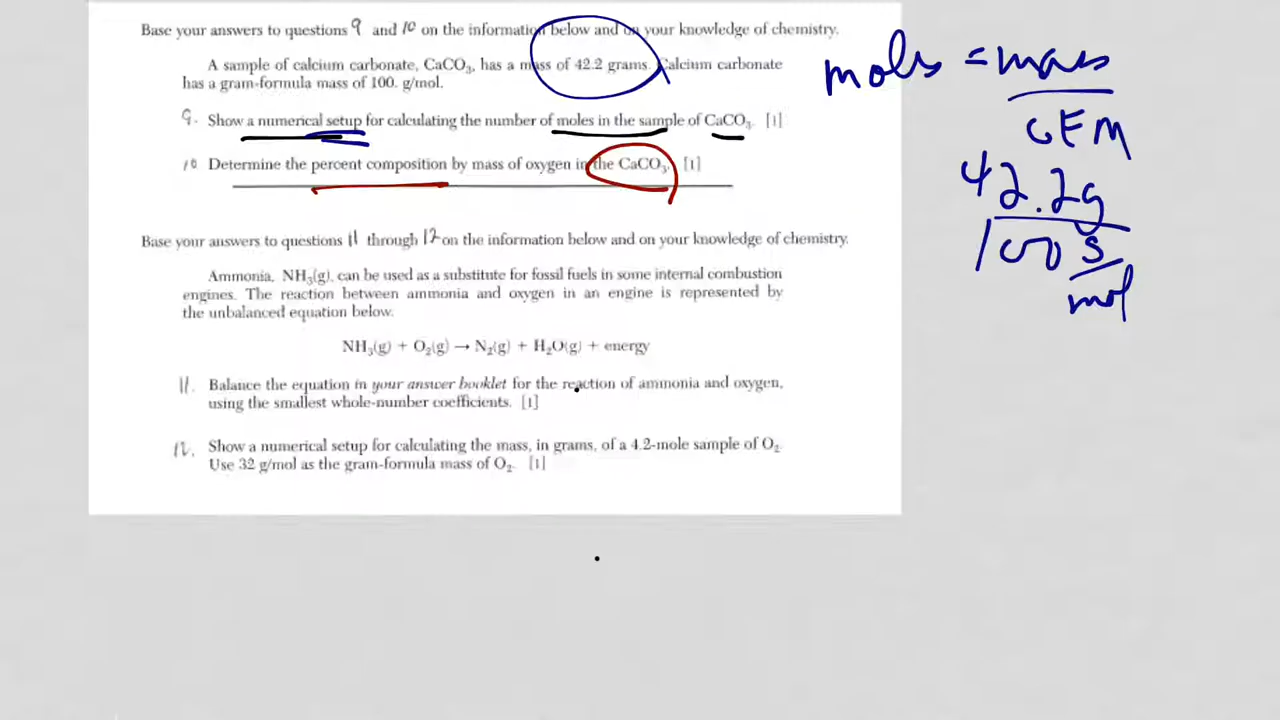 Base your answers to questions 9 and 10 on the information below and on your knowledge of chemistry.
A sample of calcium carbonate, CaCO3, has a mass of 42.2 grams. Calcium carbonate
has a gram-formula mass of 100. g/mol.
9. Show a numerical setup for calculating the number of moles in the sample of CaCO3. [1]
10 Determine the percent composition by mass of oxygen in the CaCO3. [1]
Base your answers to questions 11 through 12 on the information below and on your knowledge of chemistry.
Ammonia, NH3(g), can be used as a substitute for fossil fuels in some internal combustion
engines. The reaction between ammonia and oxygen in an engine is represented by
the unbalanced equation below.
NH3(g) + O2(g) → N2(g) + H2O(g) + energy
11. Balance the equation in your answer booklet for the reaction of ammonia and oxygen,
using the smallest whole-number coefficients. [1]
12. Show a numerical setup for calculating the mass, in grams, of a 4.2-mole sample of O2.
Use 32 g/mol as the gram-formula mass of O2. [1]
moles = mass
GFM
42.2g
100 g
mol